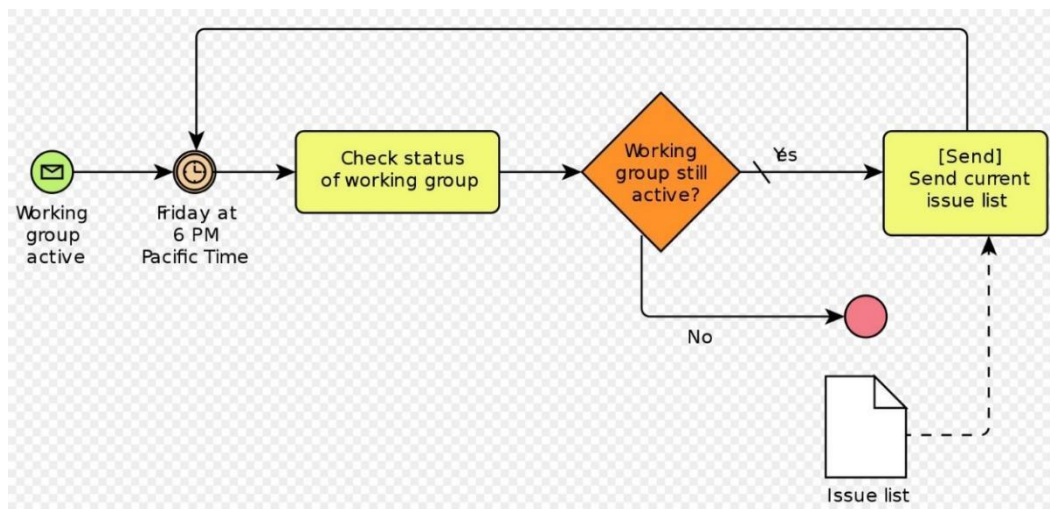 Working
group
active
Friday at
6 PM
Pacific Time
Check status
of working group
Working
group still
active?
Yes
[Send]
Send current
issue list
No
Issue list